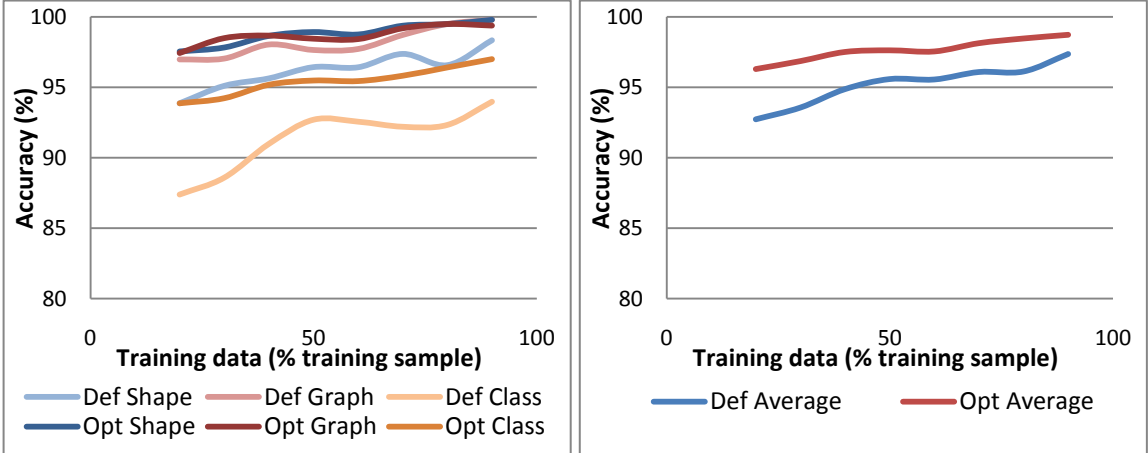 100
95
90
85
80
Accuracy (%)
0
50
100
Training data (% training sample)
Def Shape
Def Graph
Def Class
Opt Shape
Opt Graph
Opt Class
100
95
90
85
80
Accuracy (%)
0
50
100
Training data (% training sample)
Def Average
Opt Average